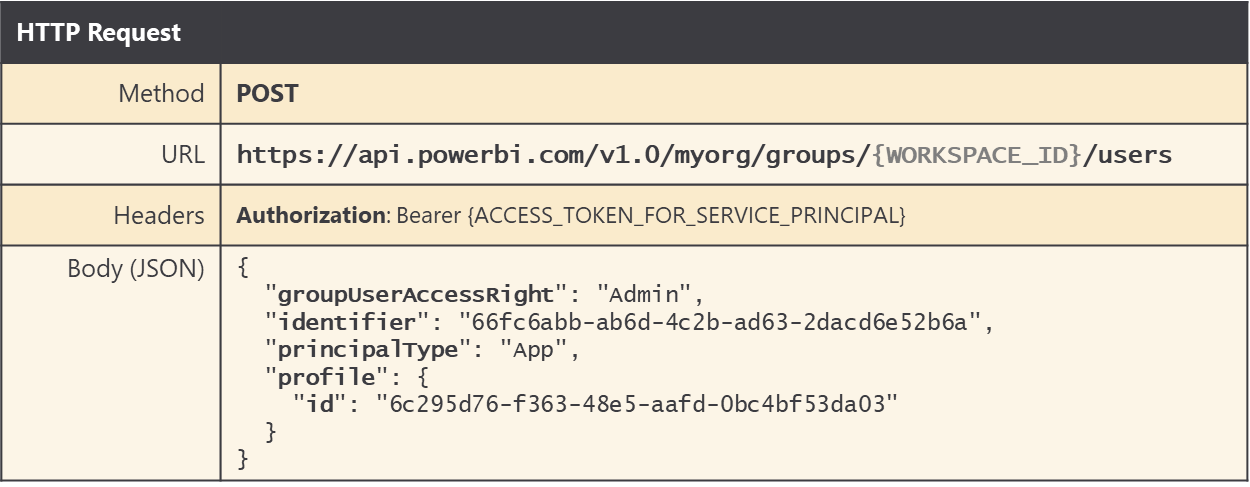 HTTP Request
Method POST
URL https://api.powerbi.com/v1.0/myorg/groups/{WORKSPACE_ID}/users
Headers Authorization: Bearer {ACCESS_TOKEN_FOR_SERVICE_PRINCIPAL}
Body (JSON) {
"groupUserAccessRight": "Admin",
"identifier": "66fc6abb-ab6d-4c2b-ad63-2dacd6e52b6a",
"principalType": "App",
"profile": {
"id": "6c295d76-f363-48e5-aafd-0bc4bf53da03"
}
}